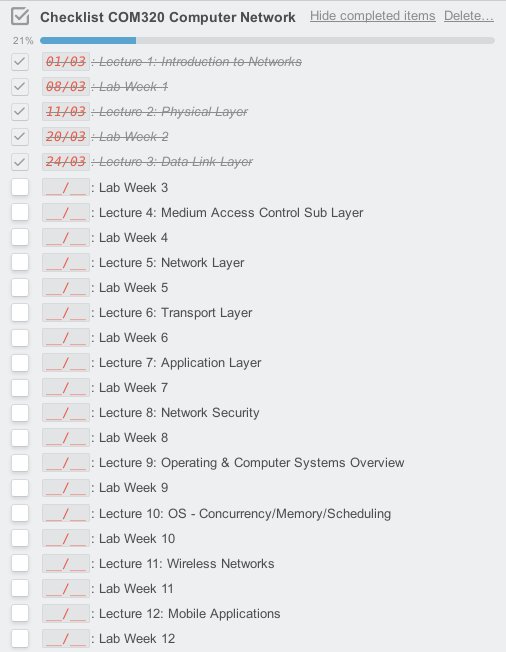 Checklist COM320 Computer Network Hide completed items Delete…
21%
01/03: Lecture 1: Introduction to Networks
08/03: Lab Week 1
11/03: Lecture 2: Physical Layer
20/03: Lab Week 2
24/03: Lecture 3: Data Link Layer
__/__: Lab Week 3
__/__: Lecture 4: Medium Access Control Sub Layer
__/__: Lab Week 4
__/__: Lecture 5: Network Layer
__/__: Lab Week 5
__/__: Lecture 6: Transport Layer
__/__: Lab Week 6
__/__: Lecture 7: Application Layer
__/__: Lab Week 7
__/__: Lecture 8: Network Security
__/__: Lab Week 8
__/__: Lecture 9: Operating & Computer Systems Overview
__/__: Lab Week 9
__/__: Lecture 10: OS - Concurrency/Memory/Scheduling
__/__: Lab Week 10
__/__: Lecture 11: Wireless Networks
__/__: Lab Week 11
__/__: Lecture 12: Mobile Applications
__/__: Lab Week 12